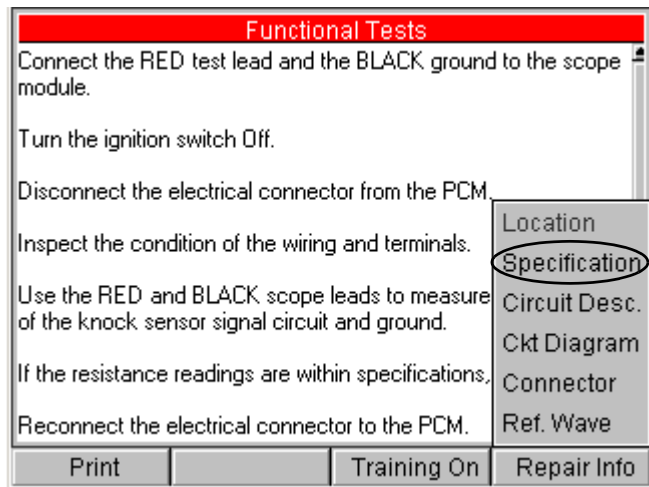 Functional Tests
Connect the RED test lead and the BLACK ground to the scope
module.
Turn the ignition switch Off.
Disconnect the electrical connector from the PCM.
Inspect the condition of the wiring and terminals.
Use the RED and BLACK scope leads to measure
of the knock sensor signal circuit and ground.
If the resistance readings are within specifications,
Reconnect the electrical connector to the PCM.
Location
Specification
Circuit Desc.
Ckt Diagram
Connector
Ref. Wave
Print
Training On
Repair Info